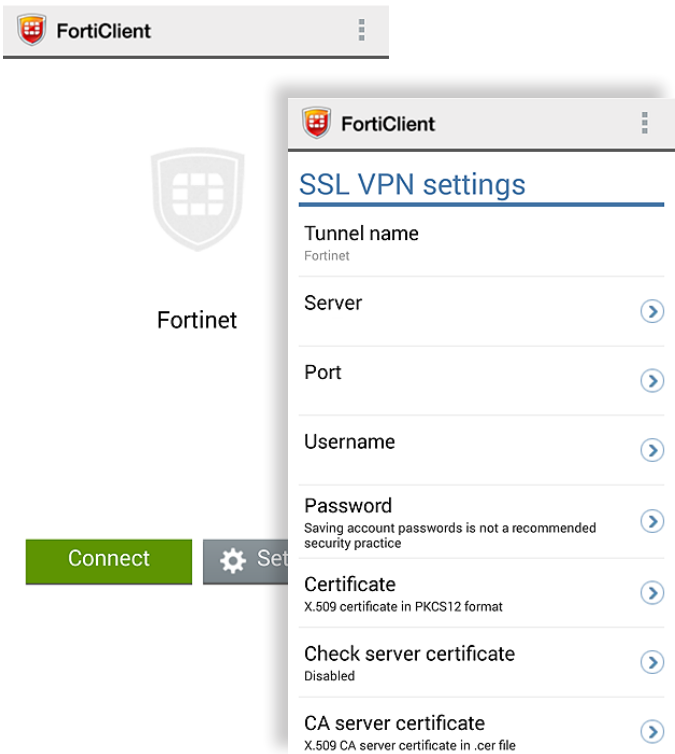 FortiClient
Fortinet
Connect
Set
FortiClient
SSL VPN settings
Tunnel name
Fortinet
Server
Port
Username
Password
Saving account passwords is not a recommended
security practice
Certificate
X.509 certificate in PKCS12 format
Check server certificate
Disabled
CA server certificate
X.509 CA server certificate in .cer file